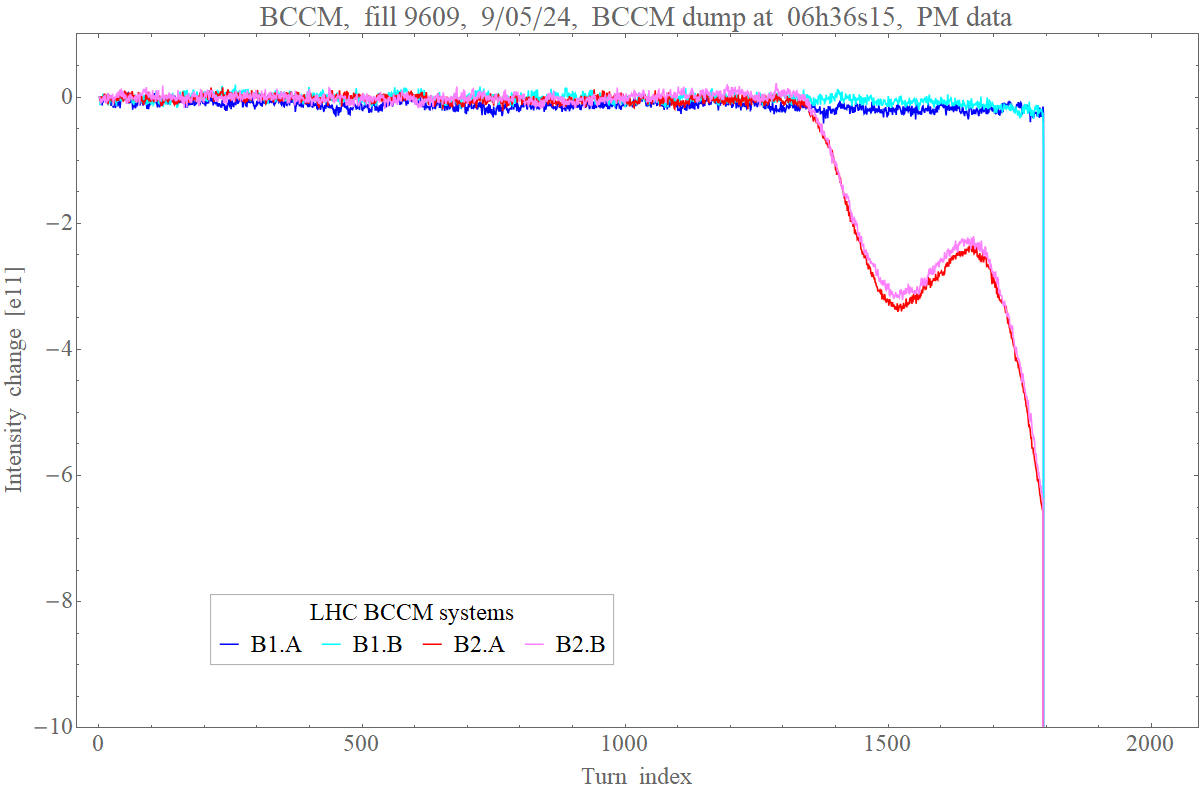 BCCM, fill 9609, 9/05/24, BCCM dump at 06h36s15, PM data
0
−2
−4
−6
−8
−10
Intensity change [e11]
LHC BCCM systems
B1.A B1.B B2.A B2.B
0 500 1000 1500 2000
Turn index